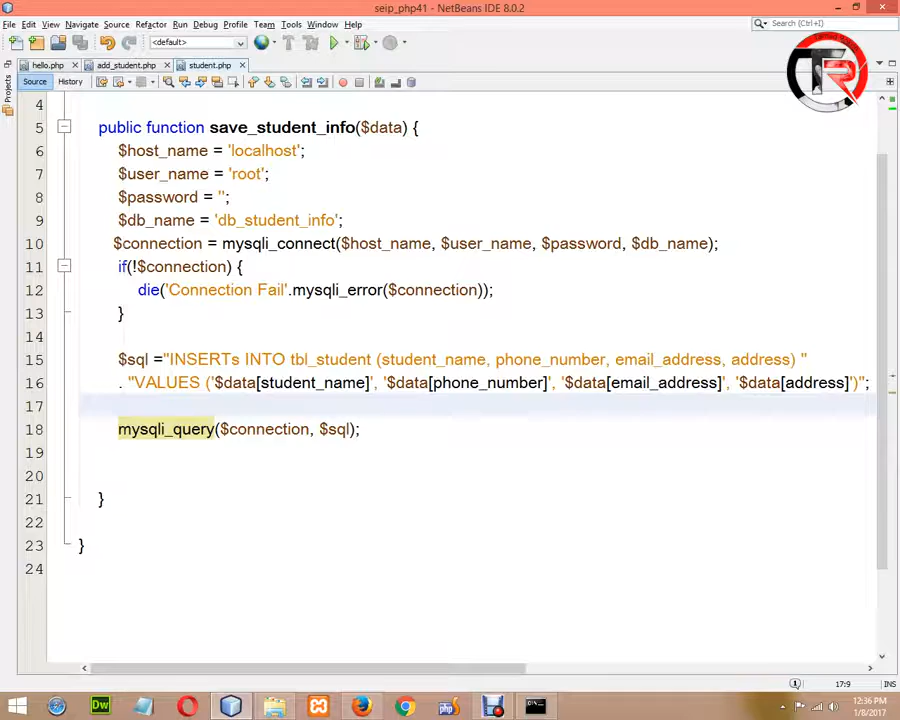 seip_php41 - NetBeans IDE 8.0.2
File Edit View Navigate Source Refactor Run Debug Profile Team Tools Window Help
Search (Ctrl+I)
<default>
hello.php add_student.php student.php
Projects
Source History
TR
4
5 public function save_student_info($data) {
6 $host_name = 'localhost';
7 $user_name = 'root';
8 $password = '';
9 $db_name = 'db_student_info';
10 $connection = mysqli_connect($host_name, $user_name, $password, $db_name);
11 if(!$connection) {
12 die('Connection Fail'.mysqli_error($connection));
13 }
14
15 $sql ="INSERTs INTO tbl_student (student_name, phone_number, email_address, address) "
16 . "VALUES ('$data[student_name]', '$data[phone_number]', '$data[email_address]', '$data[address]')";
17
18 mysqli_query($connection, $sql);
19
20
21 }
22
23 }
24
17:9 INS
Dw
php
12:36 PM
1/8/2017